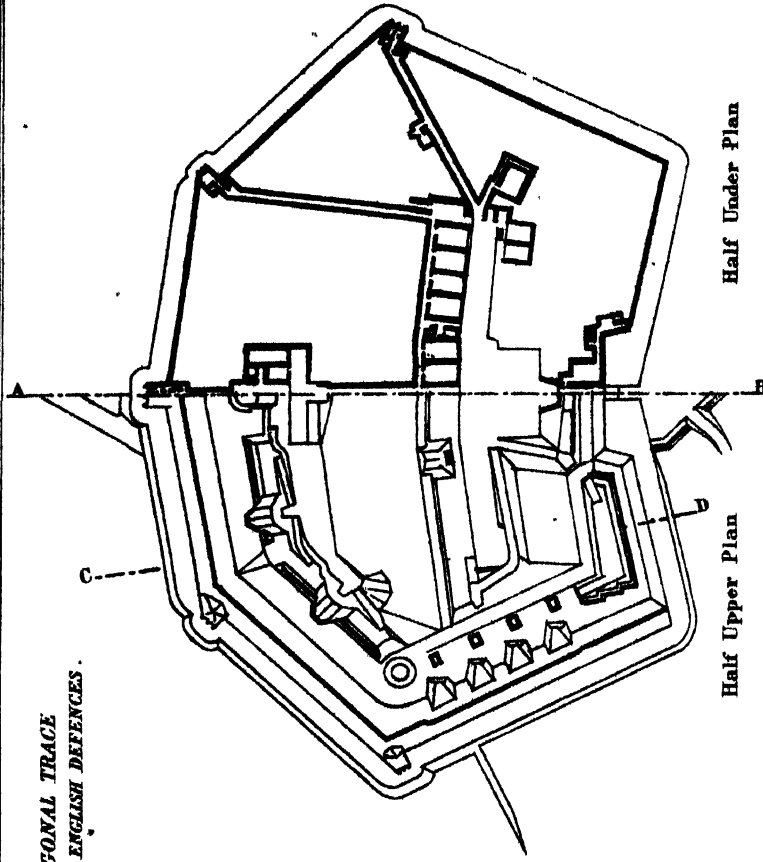 GONAL TRACE
ENGLISH DEFENCES.
A
C
D
Half Under Plan
Half Upper Plan